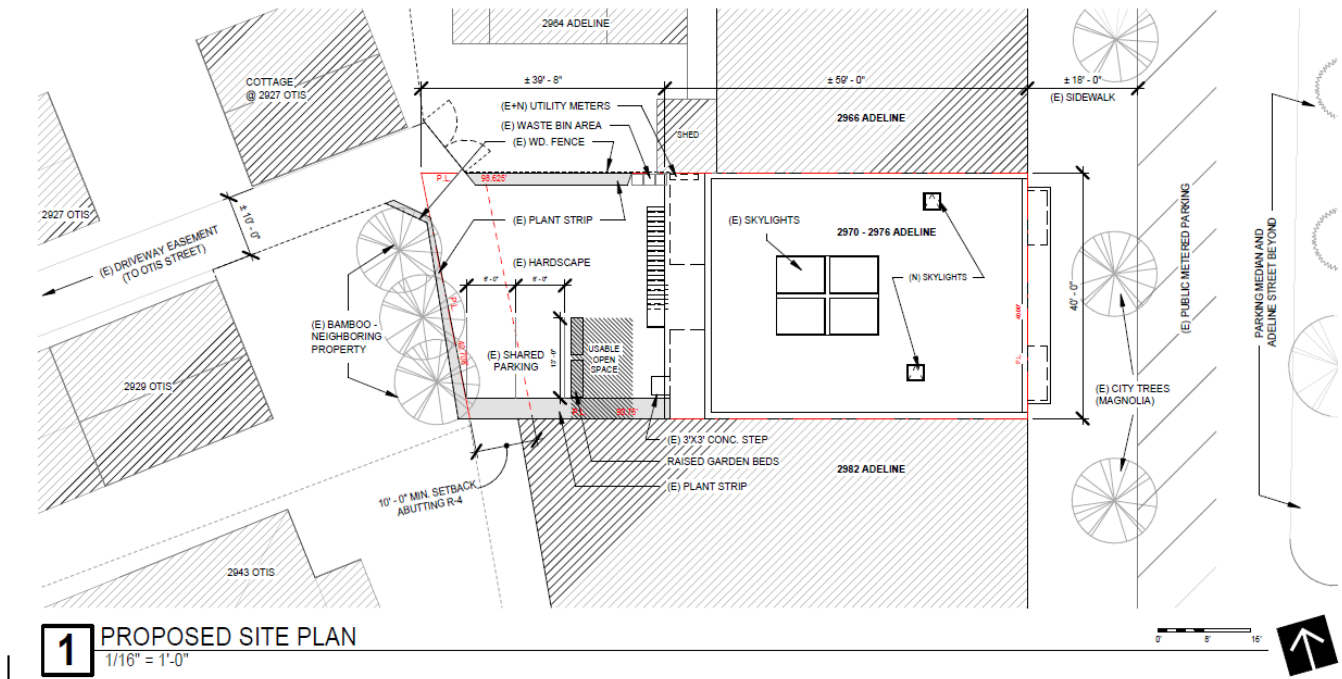 2964 ADELINE
COTTAGE
@ 2927 OTIS
± 39' - 8"
± 59' - 0"
± 18' - 0"
(E) SIDEWALK
(E+N) UTILITY METERS
(E) WASTE BIN AREA
(E) WD. FENCE
SHED
2966 ADELINE
P.L.
98.625'
2927 OTIS
± 10' - 0"
(E) DRIVEWAY EASEMENT
(TO OTIS STREET)
(E) PLANT STRIP
(E) SKYLIGHTS
2970 - 2976 ADELINE
(E) HARDSCAPE
(N) SKYLIGHTS
8' - 0"
8' - 0"
40' - 0"
(E) PUBLIC METERED PARKING
PARKING MEDIAN AND
ADELINE STREET BEYOND
(E) BAMBOO -
NEIGHBORING
PROPERTY
P.L.
(E) SHARED
PARKING
USABLE
OPEN
SPACE
P.L.
2929 OTIS
(E) CITY TREES
(MAGNOLIA)
P.L.
(E) 3'X3' CONC. STEP
RAISED GARDEN BEDS
(E) PLANT STRIP
2982 ADELINE
10' - 0" MIN. SETBACK
ABUTTING R-4
2943 OTIS
1
PROPOSED SITE PLAN
1/16" = 1'-0"
0'
8'
16'